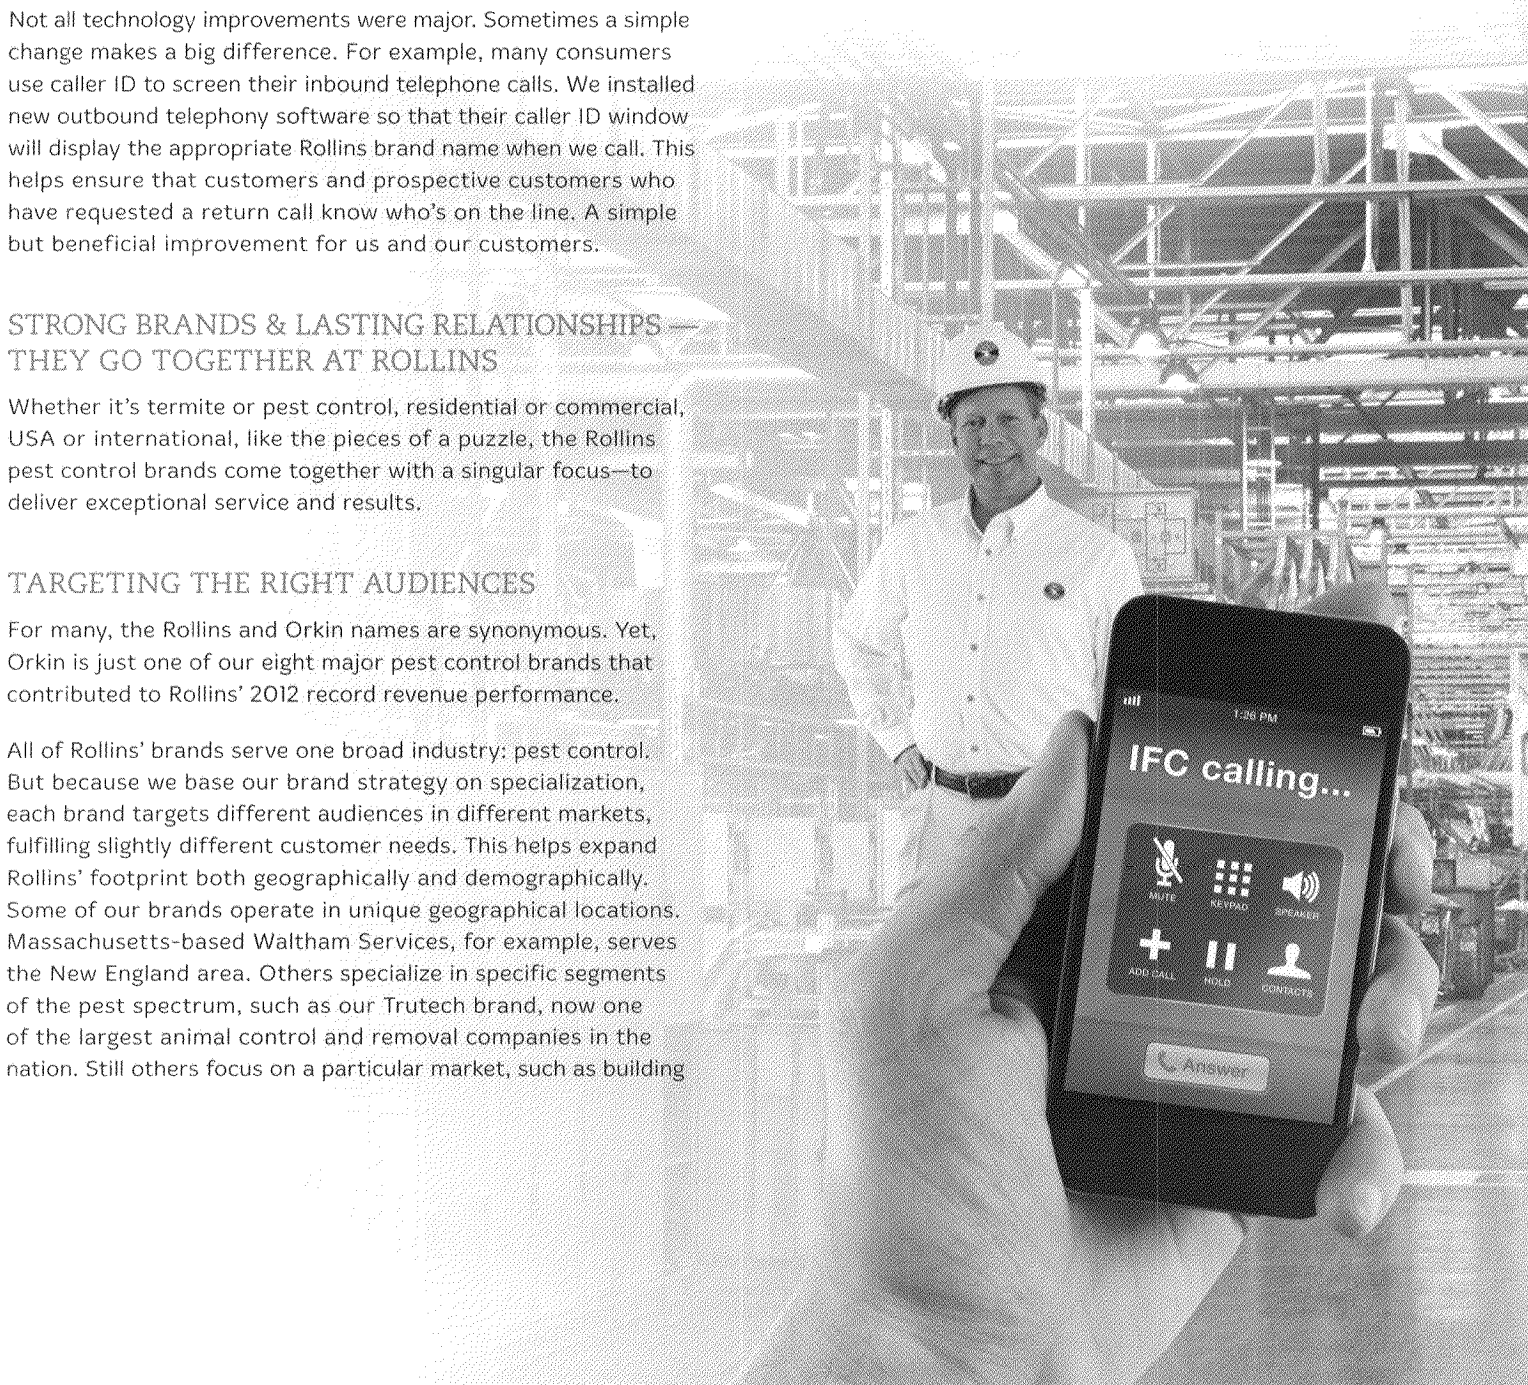 Not all technology improvements were major. Sometimes a simple
change makes a big difference. For example, many consumers
use caller ID to screen their inbound telephone calls. We installed
new outbound telephony software so that their caller ID window
will display the appropriate Rollins brand name when we call. This
helps ensure that customers and prospective customers who
have requested a return call know who's on the line. A simple
but beneficial improvement for us and our customers.
STRONG BRANDS & LASTING RELATIONSHIPS —
THEY GO TOGETHER AT ROLLINS
Whether it's termite or pest control, residential or commercial,
USA or international, like the pieces of a puzzle, the Rollins
pest control brands come together with a singular focus—to
deliver exceptional service and results.
TARGETING THE RIGHT AUDIENCES
For many, the Rollins and Orkin names are synonymous. Yet,
Orkin is just one of our eight major pest control brands that
contributed to Rollins' 2012 record revenue performance.
All of Rollins' brands serve one broad industry: pest control.
But because we base our brand strategy on specialization,
each brand targets different audiences in different markets,
fulfilling slightly different customer needs. This helps expand
Rollins' footprint both geographically and demographically.
Some of our brands operate in unique geographical locations.
Massachusetts-based Waltham Services, for example, serves
the New England area. Others specialize in specific segments
of the pest spectrum, such as our Trutech brand, now one
of the largest animal control and removal companies in the
nation. Still others focus on a particular market, such as building
1:26 PM
IFC calling...
MUTE KEYPAD SPEAKER
ADD CALL HOLD CONTACTS
Answer